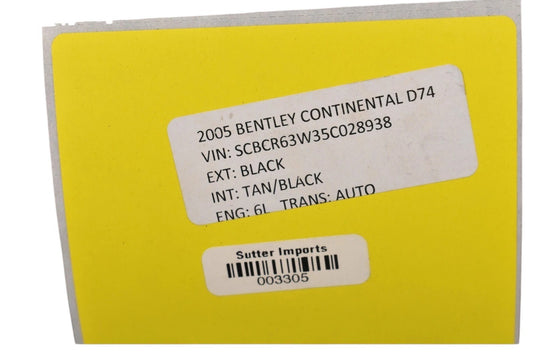 2005 BENTLEY CONTINENTAL D74
VIN: SCBCR63W35C028938
EXT: BLACK
INT: TAN/BLACK
ENG: 6L TRANS: AUTO
Sutter Imports
003305